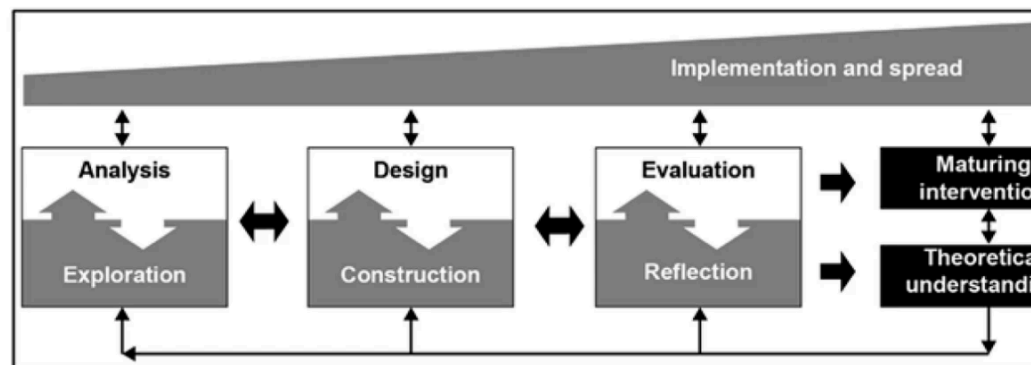 Implementation and spread
Analysis
Exploration
Design
Construction
Evaluation
Reflection
Maturing
interventio
Theoretica
understandi